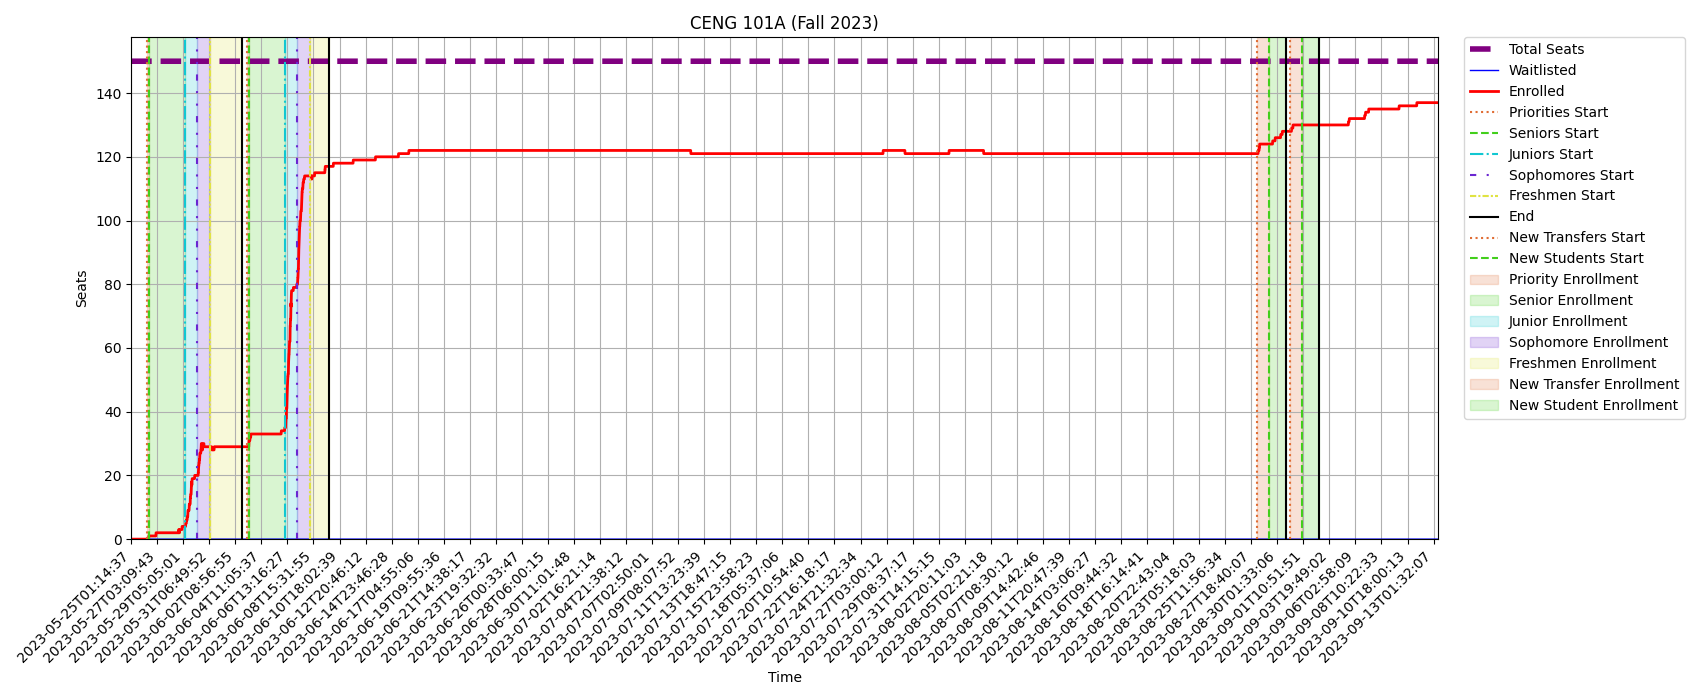 CENG 101A (Fall 2023)
Seats
140
120
100
80
60
40
20
0
2023-05-25T01:14:37
2023-05-27T03:09:43
2023-05-29T05:05:01
2023-05-31T06:49:52
2023-06-02T08:56:55
2023-06-04T11:05:37
2023-06-06T13:16:27
2023-06-08T15:31:55
2023-06-10T18:02:39
2023-06-12T20:46:12
2023-06-14T23:46:28
2023-06-17T04:55:06
2023-06-19T09:55:36
2023-06-21T14:38:17
2023-06-23T19:32:32
2023-06-26T00:33:47
2023-06-28T06:00:15
2023-06-30T11:01:48
2023-07-02T16:21:14
2023-07-04T21:38:12
2023-07-07T02:50:01
2023-07-09T08:07:52
2023-07-11T13:23:39
2023-07-13T18:47:15
2023-07-15T23:58:23
2023-07-18T05:37:06
2023-07-20T10:54:40
2023-07-22T16:18:17
2023-07-24T21:32:34
2023-07-27T03:00:12
2023-07-29T08:37:17
2023-07-31T14:15:15
2023-08-02T20:11:03
2023-08-05T02:21:18
2023-08-07T08:30:12
2023-08-09T14:42:46
2023-08-11T20:47:39
2023-08-14T03:06:27
2023-08-16T09:44:32
2023-08-18T16:14:41
2023-08-20T22:43:04
2023-08-23T05:18:03
2023-08-25T11:56:34
2023-08-27T18:40:07
2023-08-30T01:33:06
2023-09-01T10:51:51
2023-09-03T19:49:02
2023-09-06T02:58:09
2023-09-08T10:22:33
2023-09-10T18:00:13
2023-09-13T01:32:07
Time
Total Seats
Waitlisted
Enrolled
Priorities Start
Seniors Start
Juniors Start
Sophomores Start
Freshmen Start
End
New Transfers Start
New Students Start
Priority Enrollment
Senior Enrollment
Junior Enrollment
Sophomore Enrollment
Freshmen Enrollment
New Transfer Enrollment
New Student Enrollment